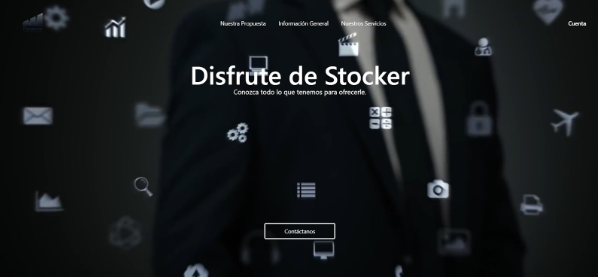 Nuestra Propuesta
Información General
Nuestros Servicios
Cuenta
Disfrute de Stocker
Conozca todo lo que tenemos para ofrecerle.
Contáctanos